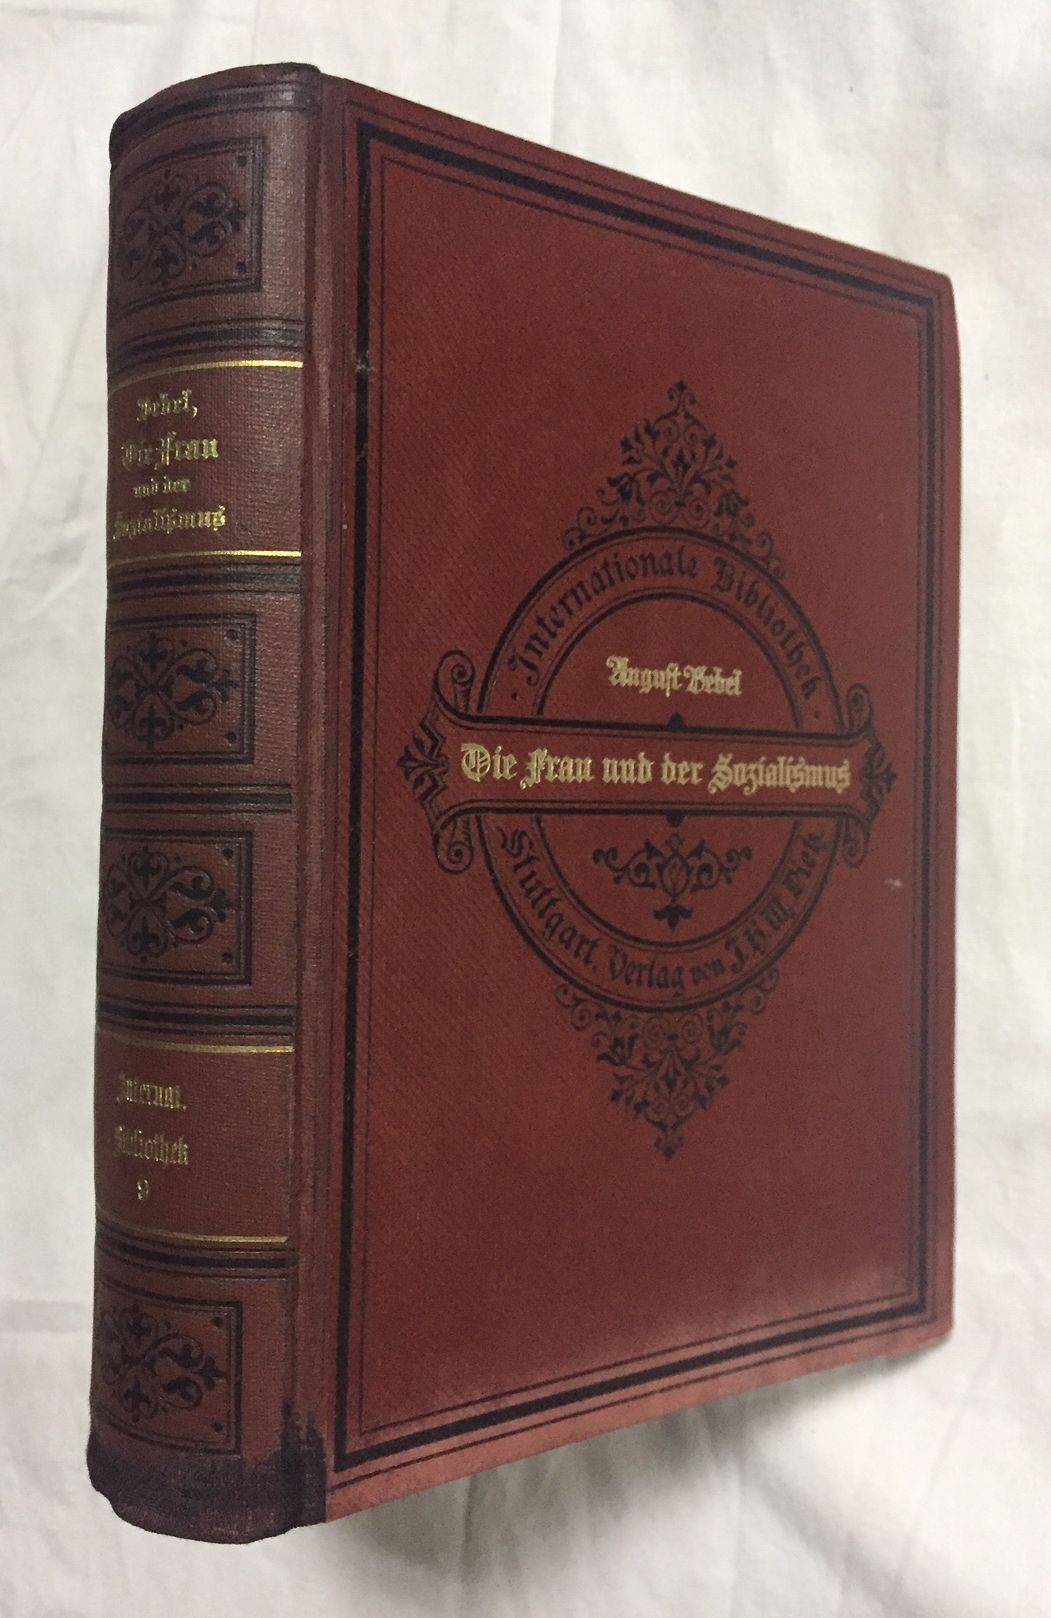 Bebel,
Die Frau
und der
Sozialismus
Internat.
Bibliothek
9
· Internationale Bibliothek ·
August Bebel
Die Frau und der Sozialismus
Stuttgart. Verlag von J. H. W. Dietz